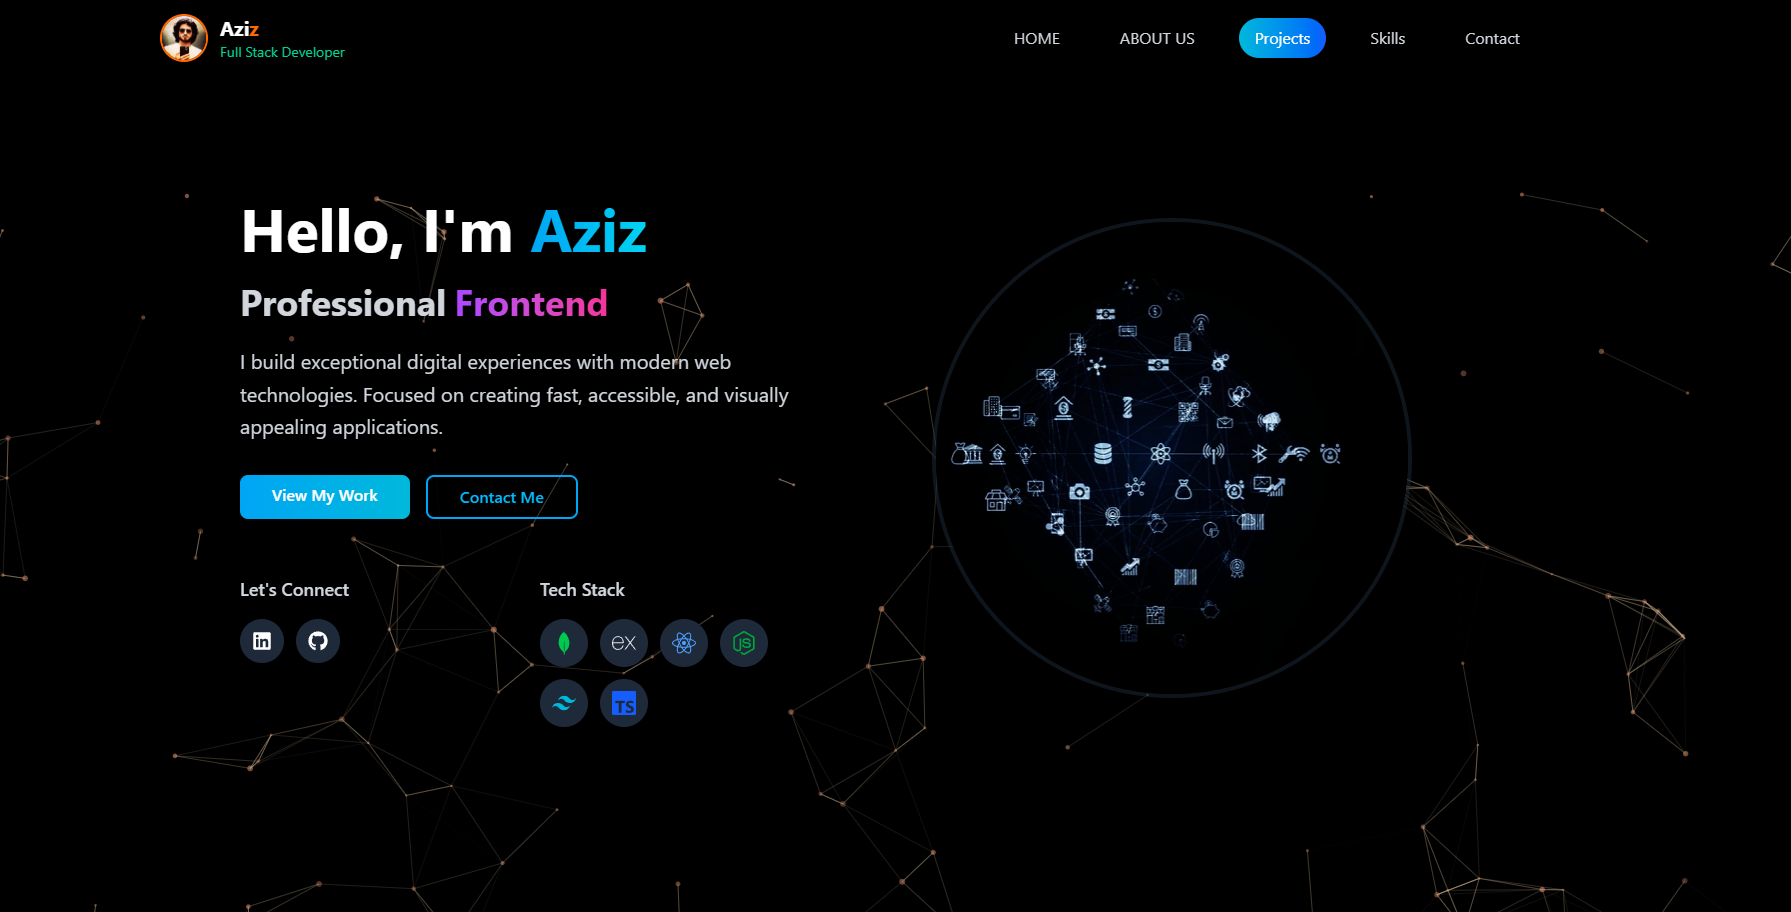 Aziz
Full Stack Developer
HOME
ABOUT US
Projects
Skills
Contact
Hello, I'm Aziz
Professional Frontend
I build exceptional digital experiences with modern web
technologies. Focused on creating fast, accessible, and visually
appealing applications.
View My Work
Contact Me
Let's Connect
Tech Stack
in
ex
JS
TS